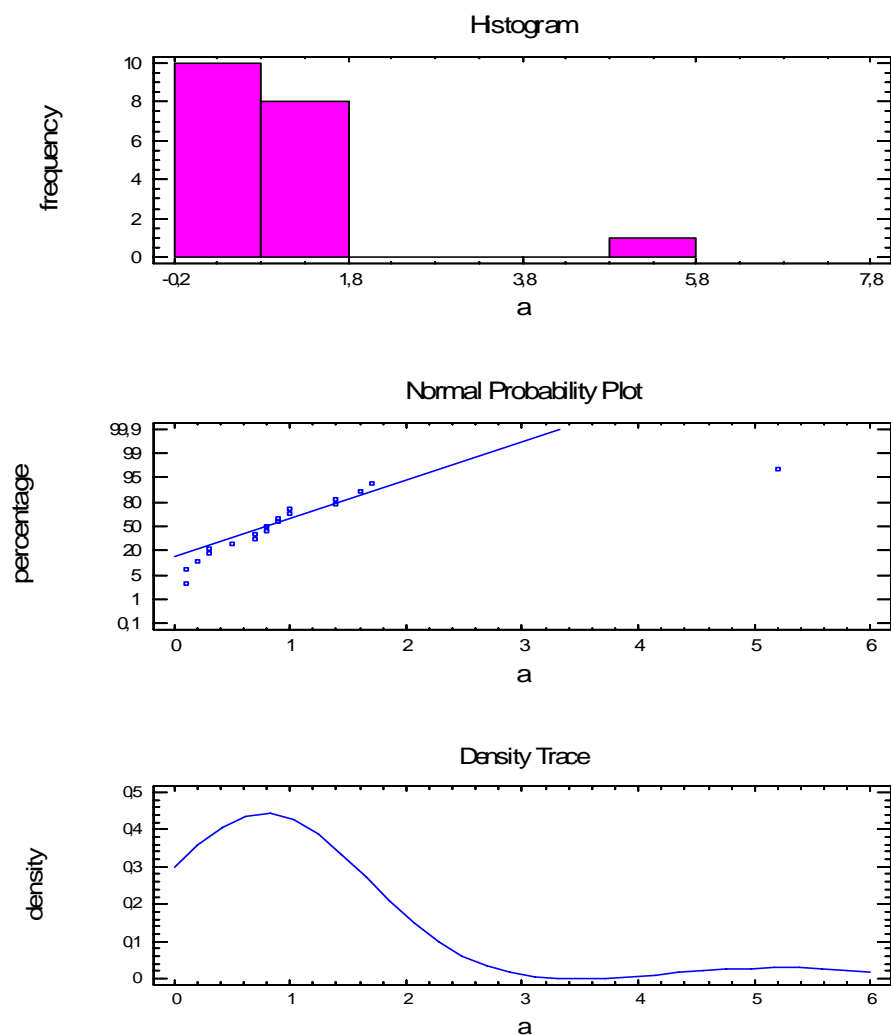 Histogram
frequency
10
8
6
4
2
0
-0,2 1,8 3,8 5,8 7,8
a
Normal Probability Plot
percentage
99,9
99
95
80
50
20
5
1
0,1
0 1 2 3 4 5 6
a
Density Trace
density
0,5
0,4
0,3
0,2
0,1
0
0 1 2 3 4 5 6
a